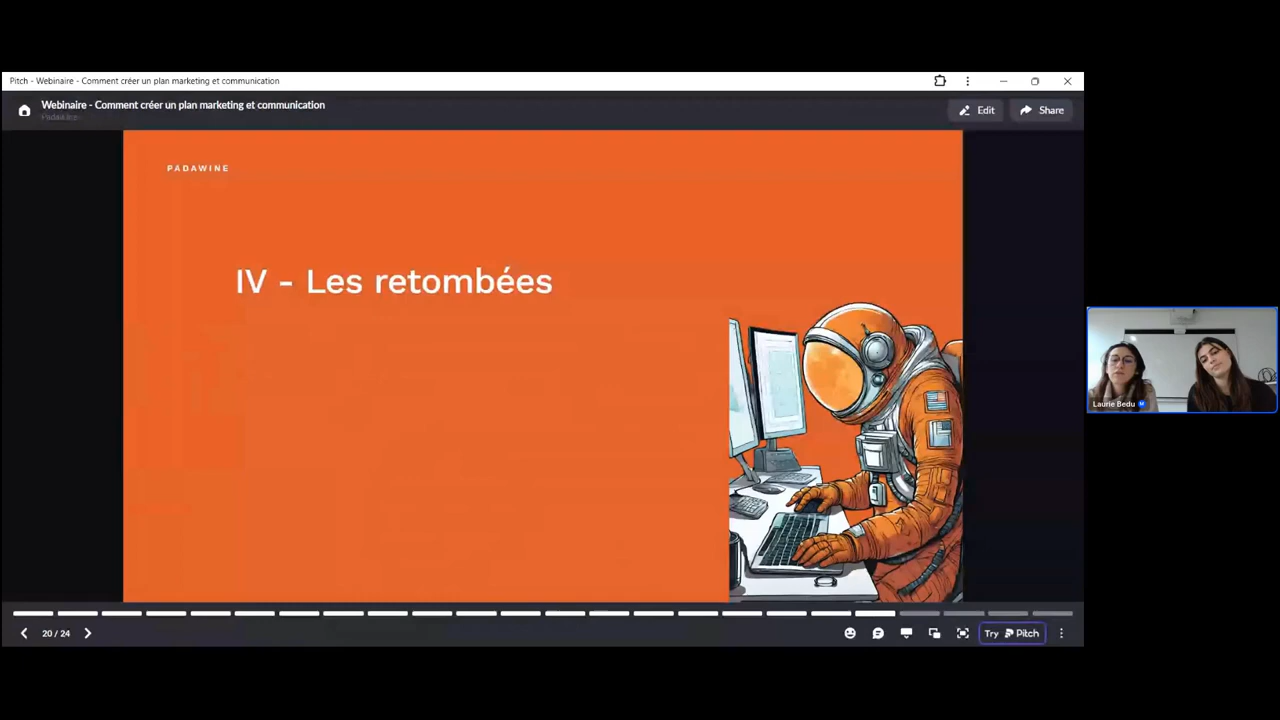 Pitch - Webinaire - Comment créer un plan marketing et communication
Webinaire - Comment créer un plan marketing et communication
Padawine
Edit
Share
PADAWINE
IV - Les retombées
Laurie Bedu
20 / 24
Try Pitch